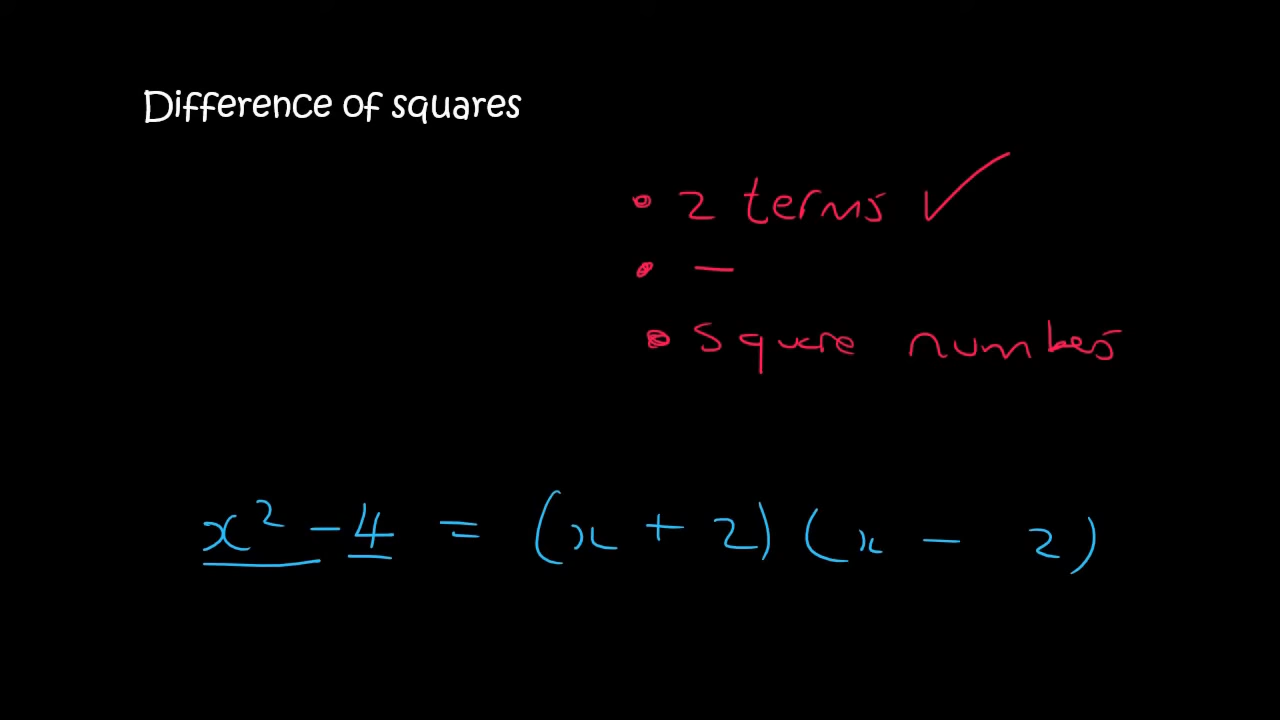 Difference of squares
• 2 terms ✓
• –
• square numbers
x² - 4 = (x + 2)(x - 2)